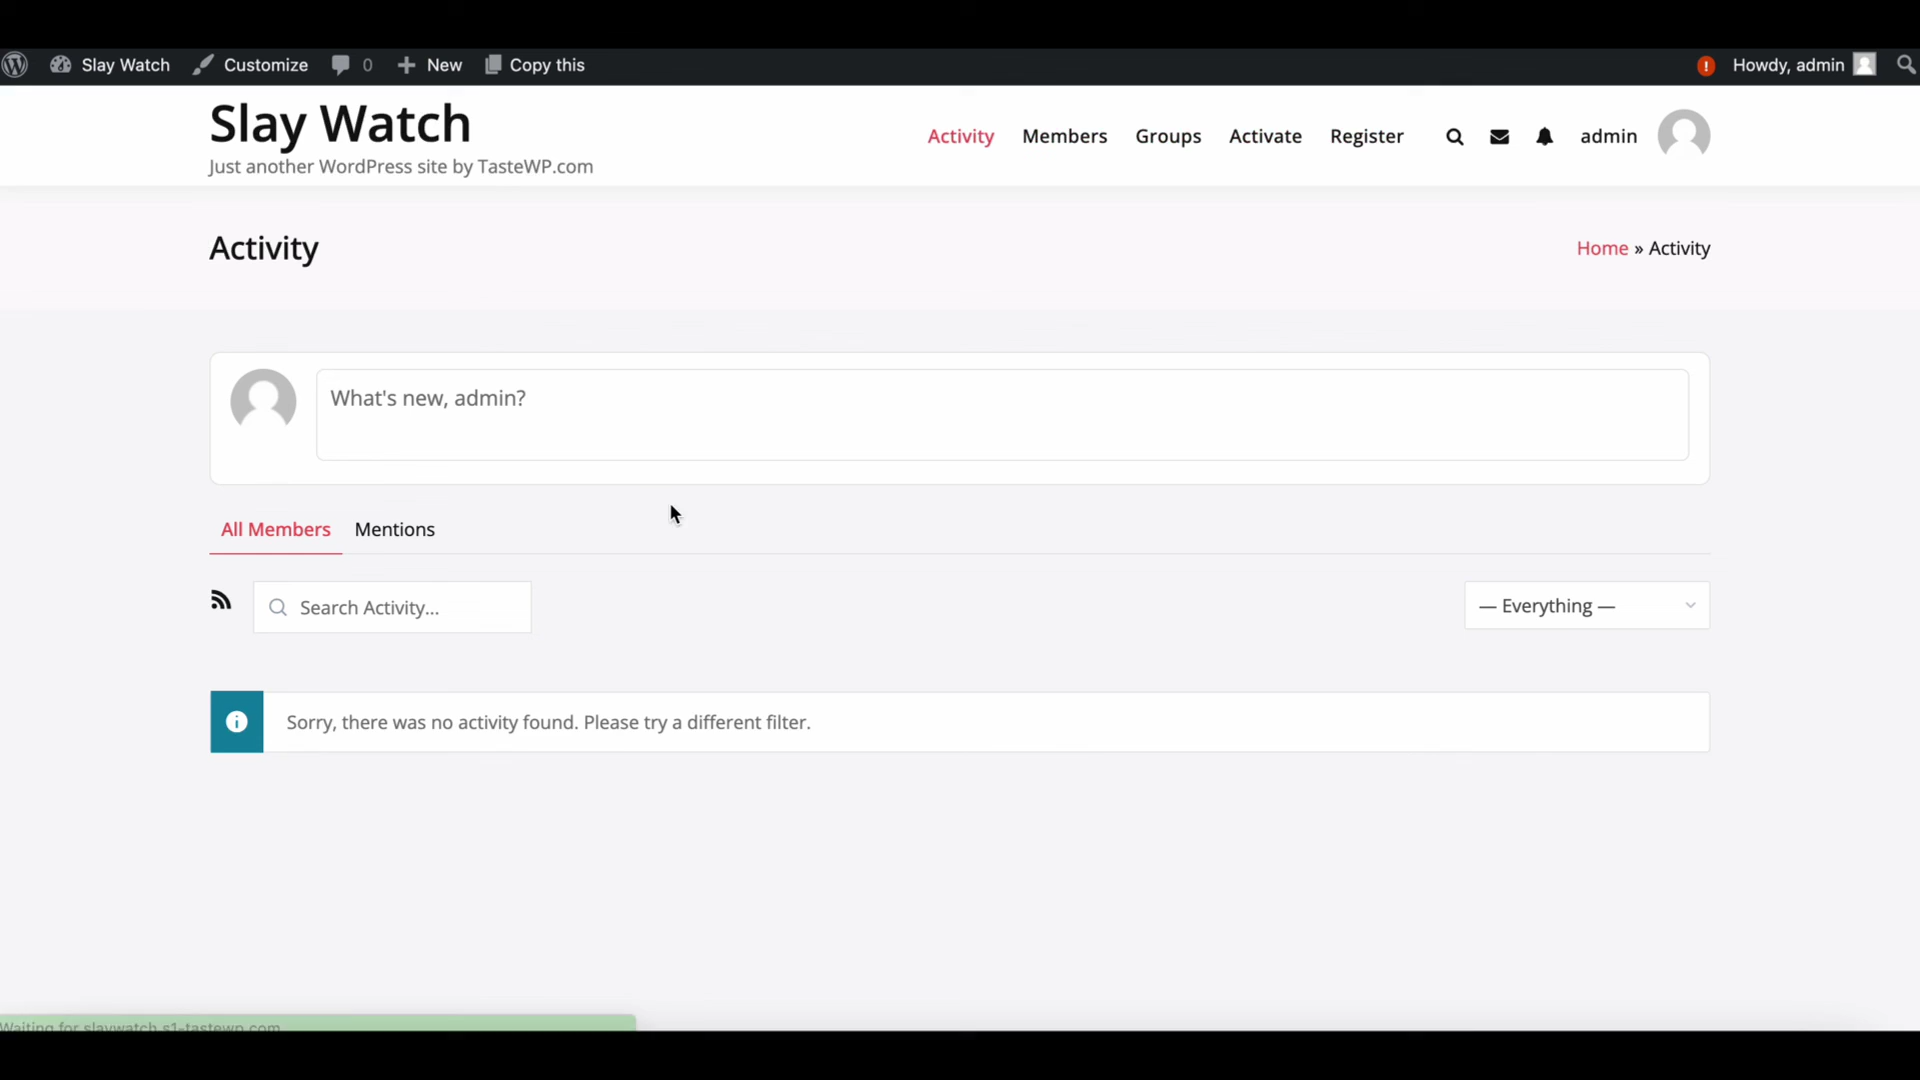 Slay Watch Customize 0 New Copy this ! Howdy, admin
Slay Watch
Just another WordPress site by TasteWP.com
Activity Members Groups Activate Register admin
Activity
Home » Activity
What's new, admin?
All Members Mentions
Search Activity...
— Everything —
Sorry, there was no activity found. Please try a different filter.
Waiting for slaywatch.s1-tastewp.com